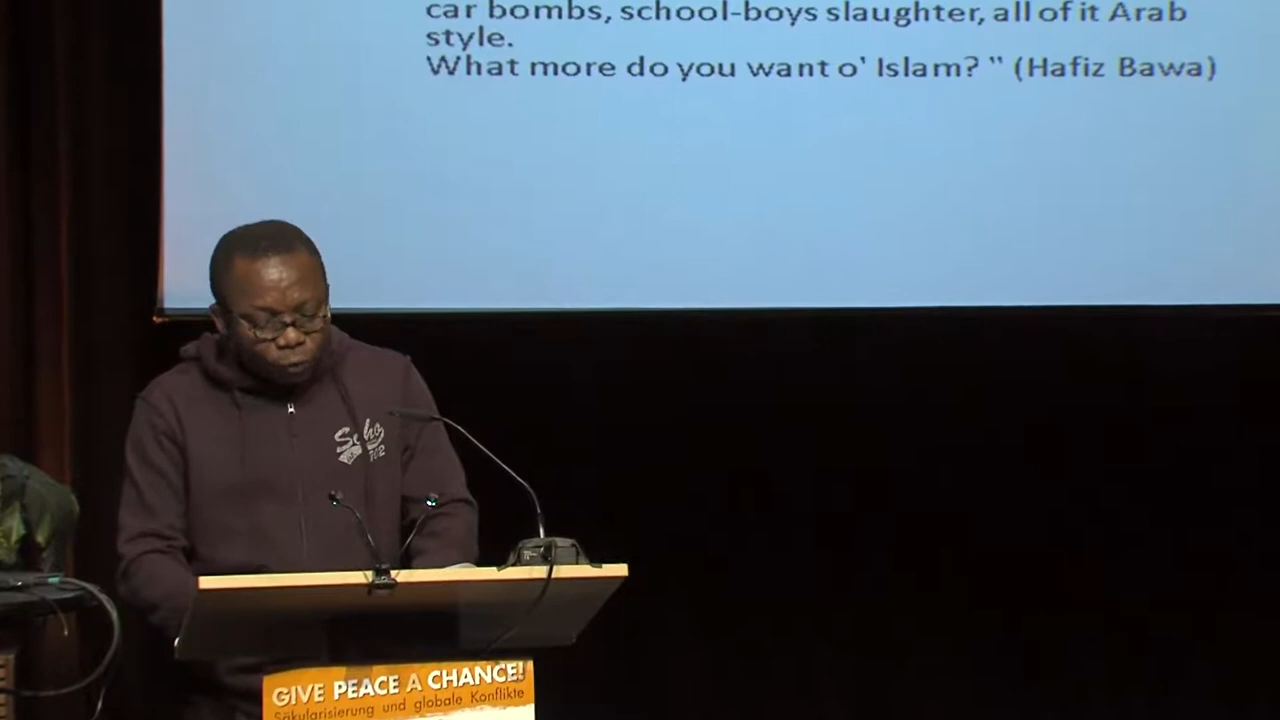 car bombs, school-boys slaughter, all of it Arab
style.
What more do you want o' Islam? " (Hafiz Bawa)
Soho
GIVE PEACE A CHANCE!
Säkularisierung und globale Konflikte